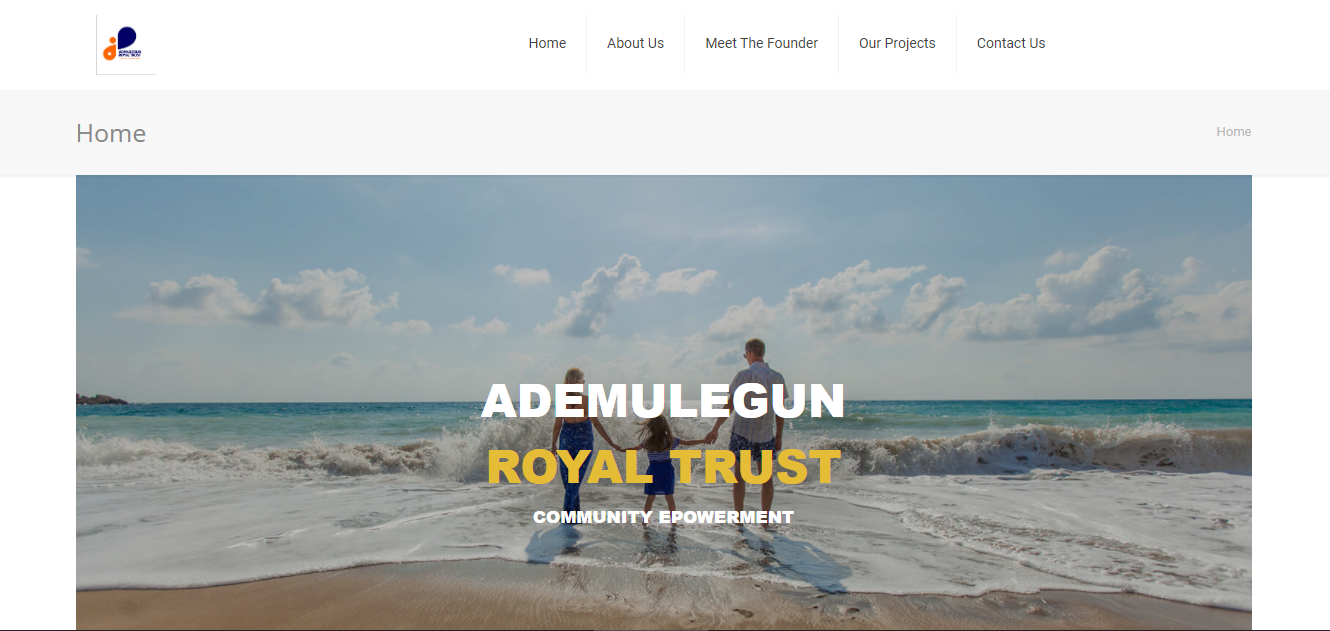 ADEMULEGUN
ROYAL TRUST
Home
About Us
Meet The Founder
Our Projects
Contact Us
Home
Home
ADEMULEGUN
ROYAL TRUST
COMMUNITY EPOWERMENT